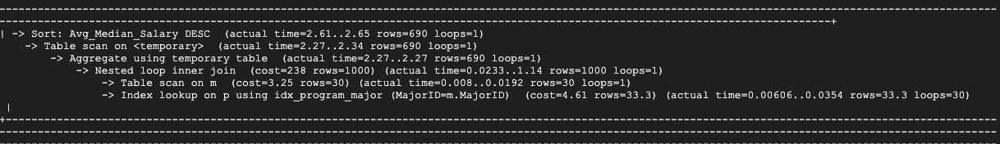 | -> Sort: Avg_Median_Salary DESC (actual time=2.61..2.65 rows=690 loops=1)
-> Table scan on <temporary> (actual time=2.27..2.34 rows=690 loops=1)
-> Aggregate using temporary table (actual time=2.27..2.27 rows=690 loops=1)
-> Nested loop inner join (cost=238 rows=1000) (actual time=0.0233..1.14 rows=1000 loops=1)
-> Table scan on m (cost=3.25 rows=30) (actual time=0.008..0.0192 rows=30 loops=1)
-> Index lookup on p using idx_program_major (MajorID=m.MajorID) (cost=4.61 rows=33.3) (actual time=0.00606..0.0354 rows=33.3 loops=30)
|